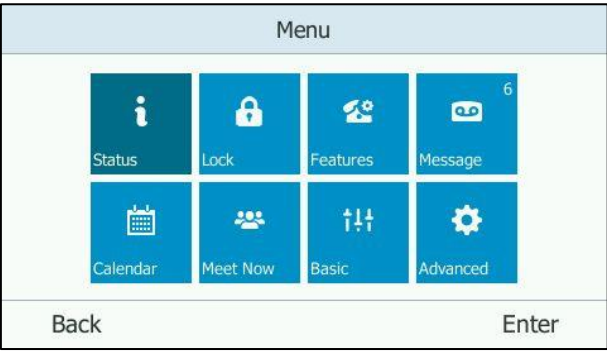 Menu
6
Status Lock Features Message
Calendar Meet Now Basic Advanced
Back Enter